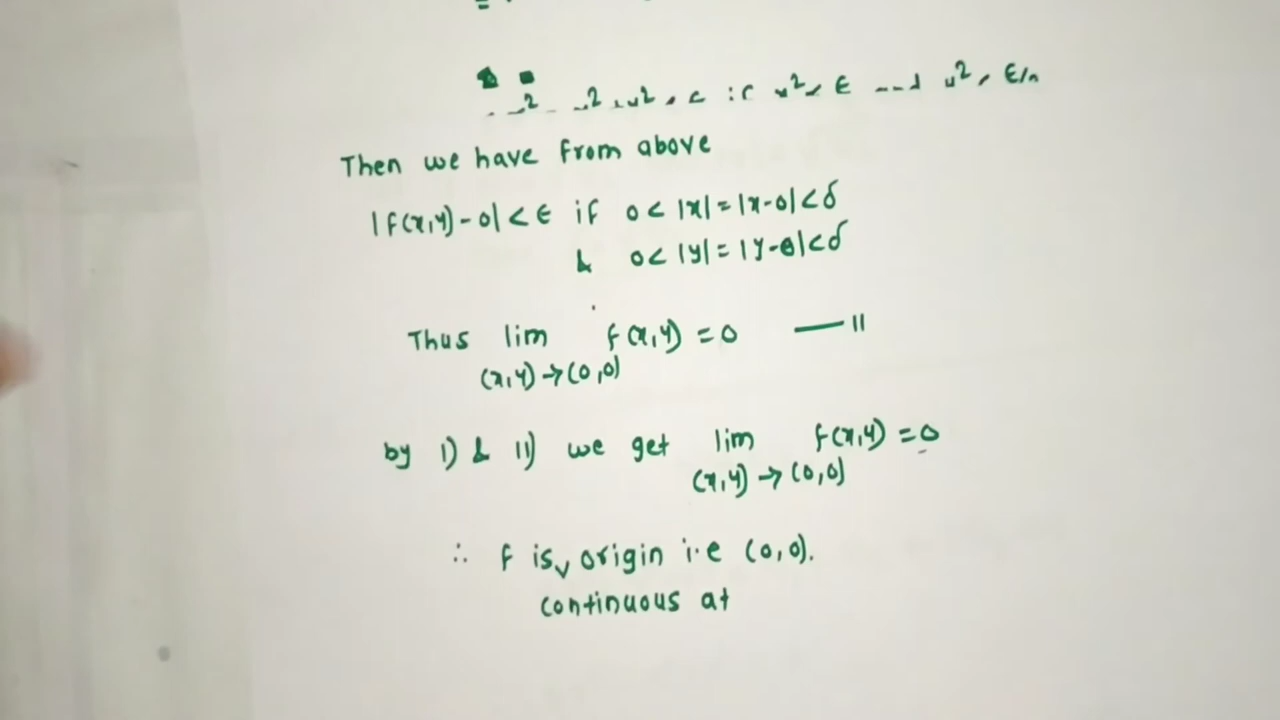 Then we have from above
|f(x,y)-0|<ϵ if 0<|x|=|x-0|<δ
& 0<|y|=|y-0|<δ
Thus lim f(x,y)=0 —— II
(x,y)→(0,0)
by I) & II) we get lim f(x,y)=0
(x,y)→(0,0)
∴ f is v origin i.e (0,0).
continuous at